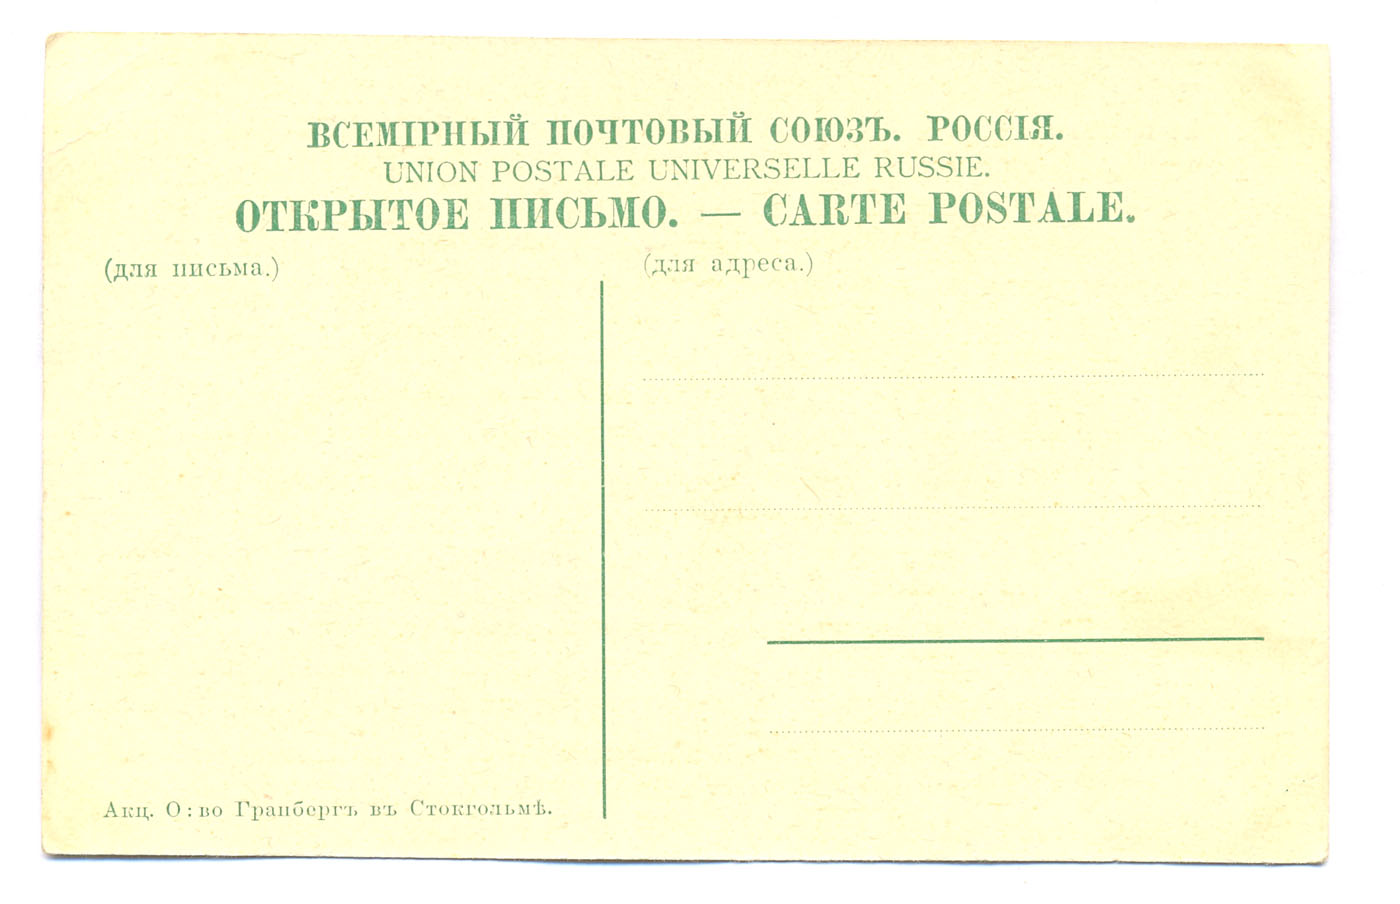 ВСЕМІРНЫЙ ПОЧТОВЫЙ СОЮЗЪ. РОССІЯ.
UNION POSTALE UNIVERSELLE RUSSIE.
ОТКРЫТОЕ ПИСЬМО. — CARTE POSTALE.
(для письма.)
(для адреса.)
Акц. О:во Гранбергъ въ Стокгольмѣ.